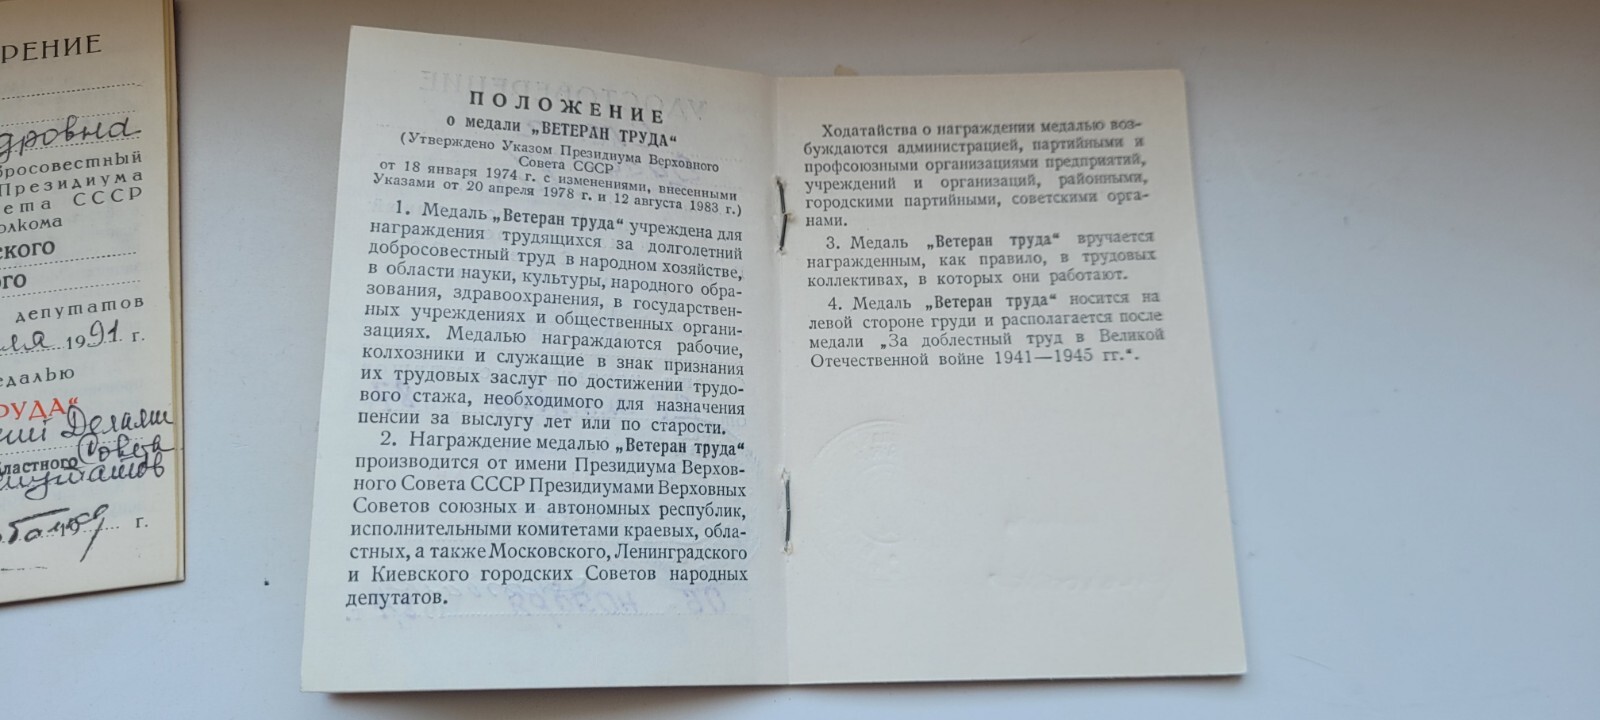 РЕНИЕ
дровна
бросовестный
Президиума
ета СССР
олкома
ского
ого
депутатов
1991 г.
едалью
РУДА“
ластного Совета
г.
ПОЛОЖЕНИЕ
о медали „ВЕТЕРАН ТРУДА“
(Утверждено Указом Президиума Верховного
Совета СССР
от 18 января 1974 г. с изменениями, внесенными
Указами от 20 апреля 1978 г. и 12 августа 1983 г.)
1. Медаль „Ветеран труда“ учреждена для
награждения трудящихся за долголетний
добросовестный труд в народном хозяйстве,
в области науки, культуры, народного обра-
зования, здравоохранения, в государствен-
ных учреждениях и общественных органи-
зациях. Медалью награждаются рабочие,
колхозники и служащие в знак признания
их трудовых заслуг по достижении трудо-
вого стажа, необходимого для назначения
пенсии за выслугу лет или по старости.
2. Награждение медалью „Ветеран труда“
производится от имени Президиума Верхов-
ного Совета СССР Президиумами Верховных
Советов союзных и автономных республик,
исполнительными комитетами краевых, обла-
стных, а также Московского, Ленинградского
и Киевского городских Советов народных
депутатов.
Ходатайства о награждении медалью воз-
буждаются администрацией, партийными и
профсоюзными организациями предприятий,
учреждений и организаций, районными,
городскими партийными, советскими орга-
нами.
3. Медаль „Ветеран труда“ вручается
награжденным, как правило, в трудовых
коллективах, в которых они работают.
4. Медаль „Ветеран труда“ носится на
левой стороне груди и располагается после
медали „За доблестный труд в Великой
Отечественной войне 1941—1945 гг.“.